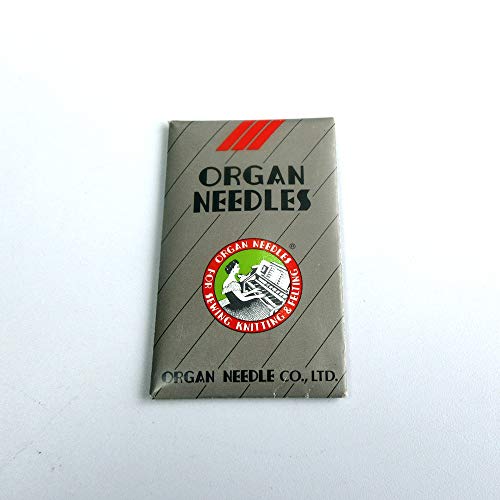 ORGAN
NEEDLES
®
ORGAN NEEDLES
FOR SEWING KNITTING & FELTING
ORGAN NEEDLE CO., LTD.